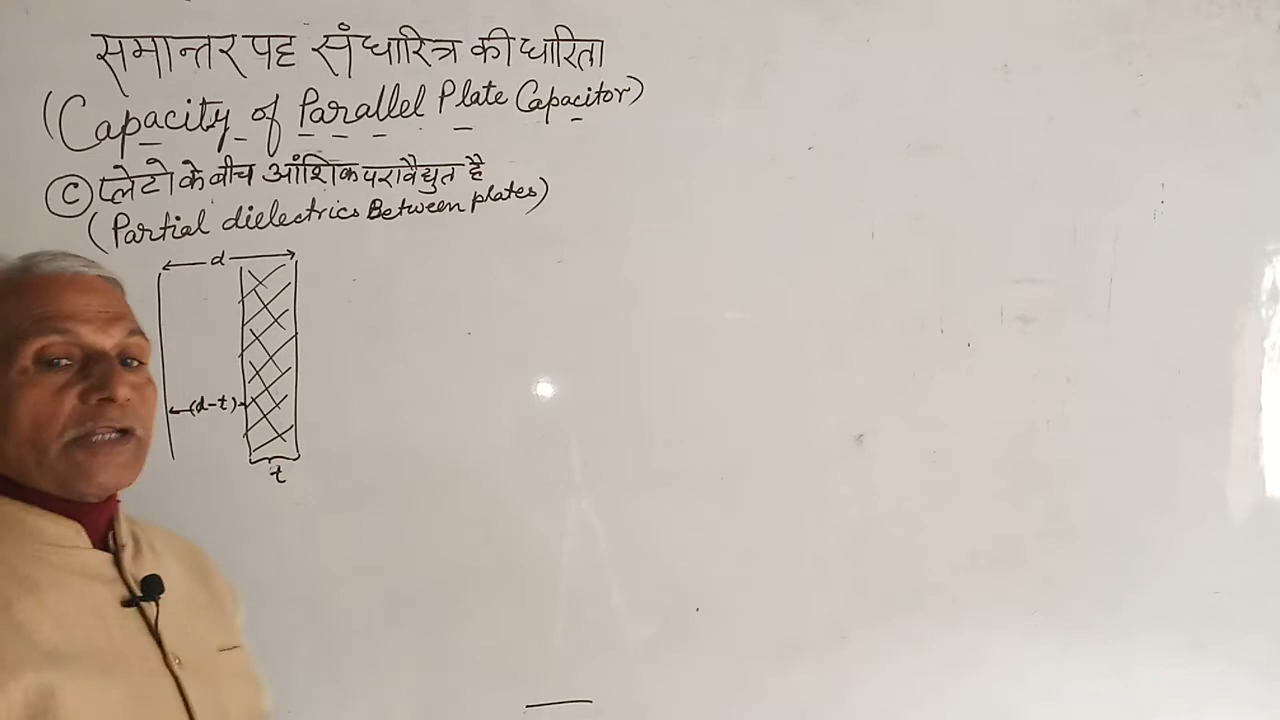 समान्तर पट्ट संधारित्र की धारिता
(Capacity of Parallel Plate Capacitor)
(C) प्लेटो के बीच आंशिक परावैद्युत है
(Partial dielectrics Between plates)
d
(d-t)
t